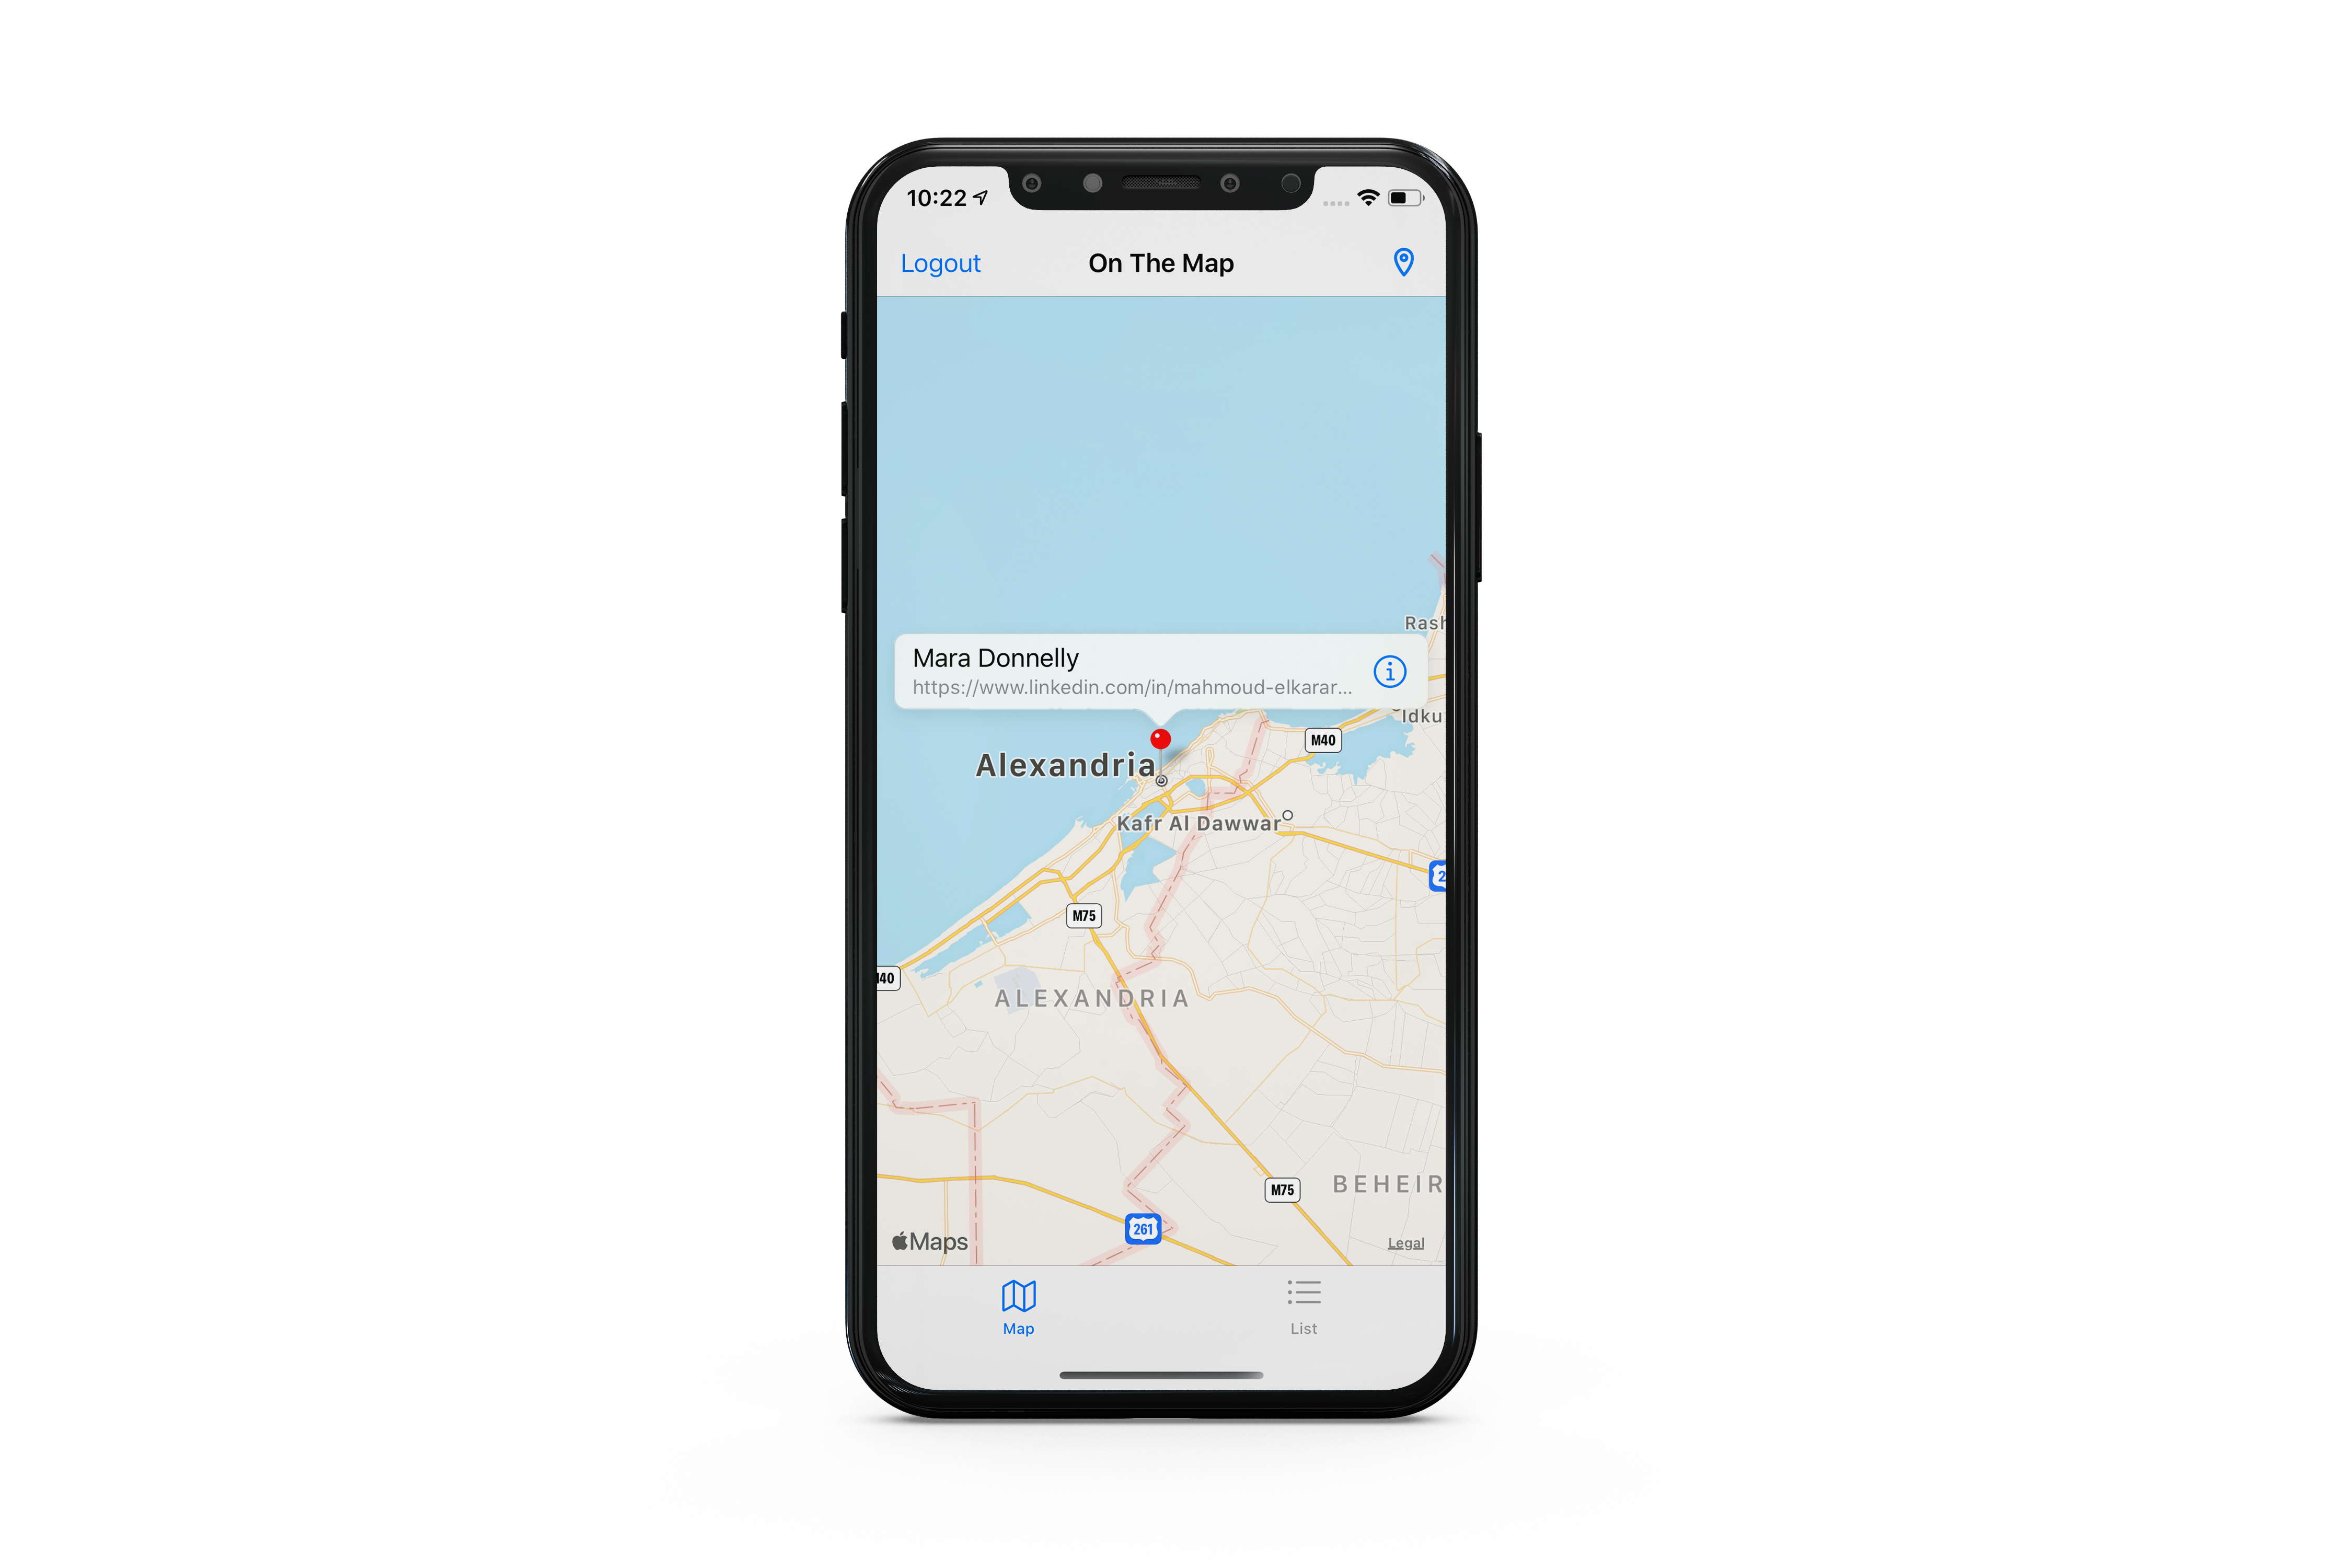 10:22
Logout
On The Map
Rash
Mara Donnelly
https://www.linkedin.com/in/mahmoud-elkarar...
Idku
M40
Alexandria
Kafr Al Dawwar
2
M75
M40
ALEXANDRIA
BEHEIR
M75
261
Maps
Legal
Map
List